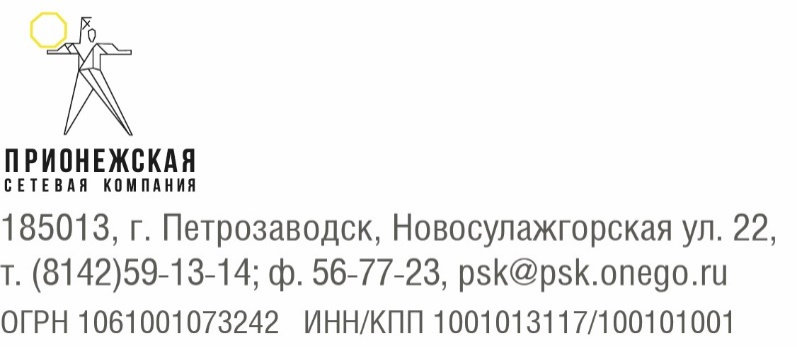 ПРИОНЕЖСКАЯ
СЕТЕВАЯ КОМПАНИЯ
185013, г. Петрозаводск, Новосулажгорская ул. 22,
т. (8142)59-13-14; ф. 56-77-23, psk@psk.onego.ru
ОГРН 1061001073242 ИНН/КПП 1001013117/100101001